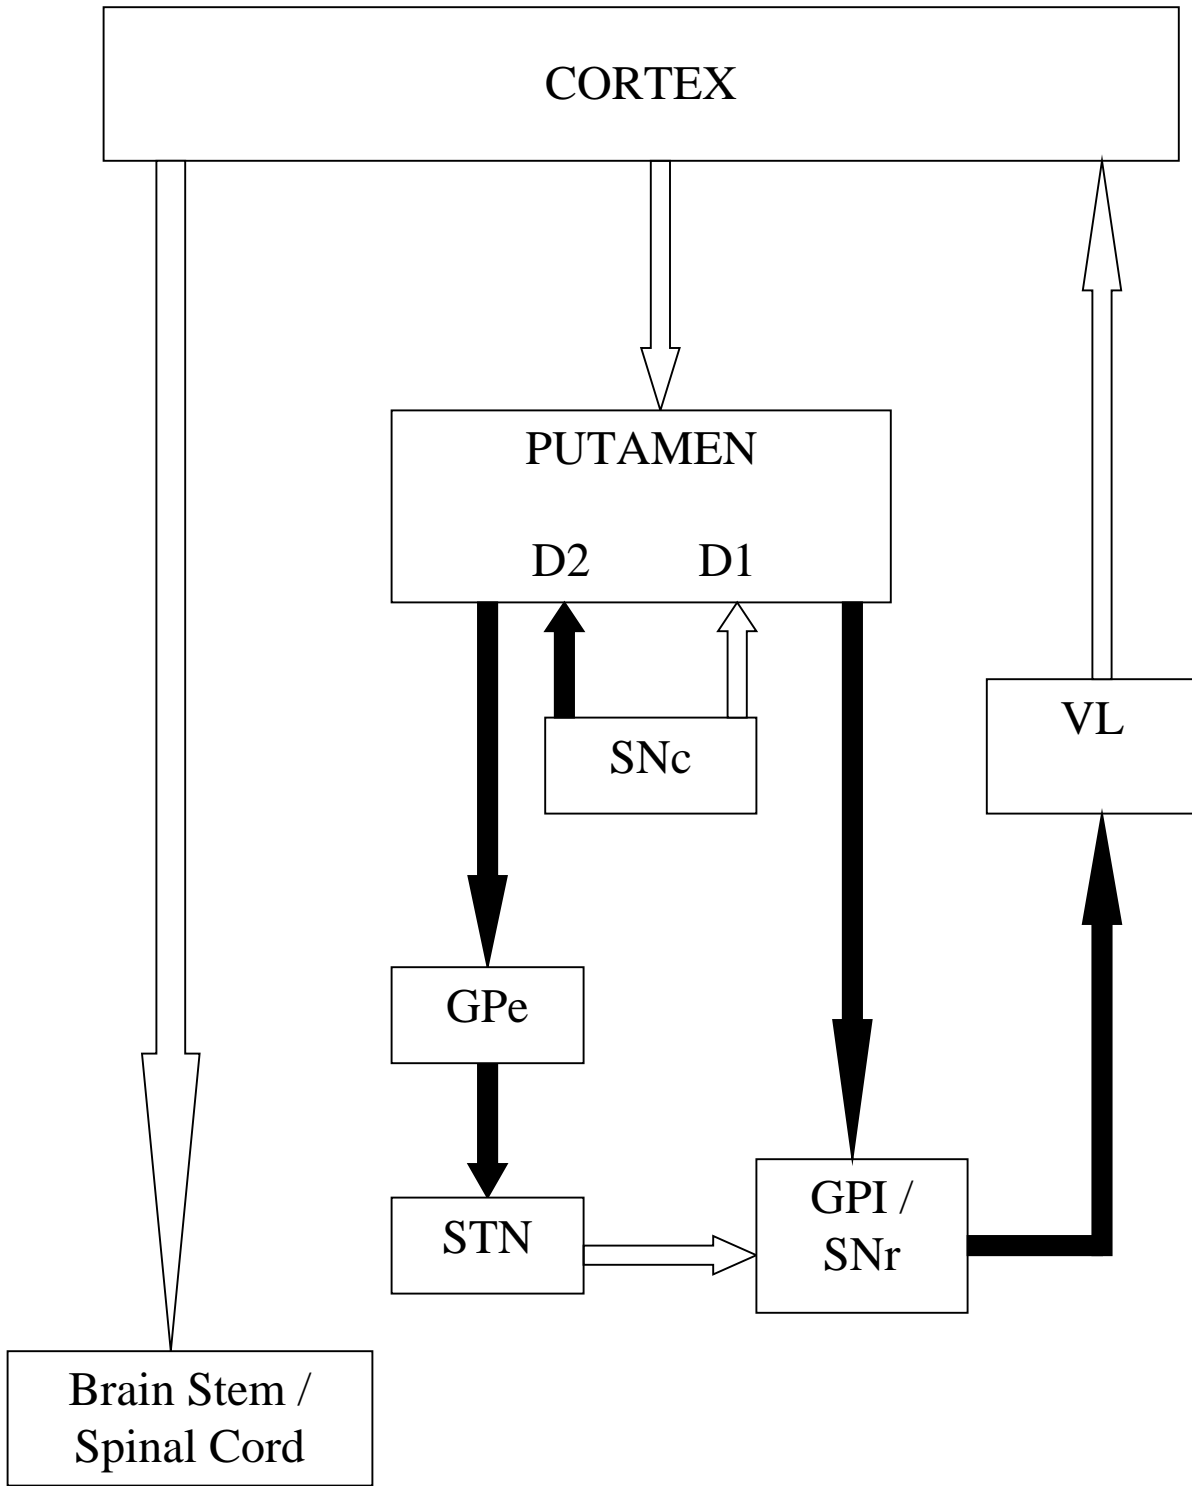 CORTEX
PUTAMEN
D2 D1
SNc
VL
GPe
STN
GPI /
SNr
Brain Stem /
Spinal Cord